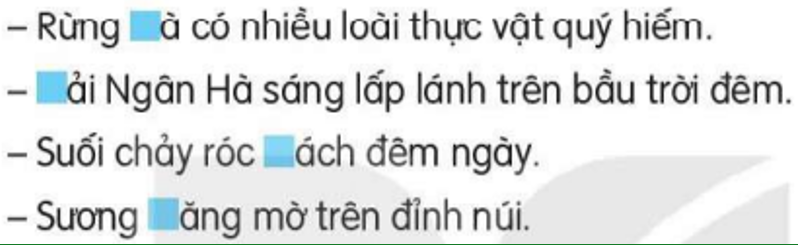 – Rừng à có nhiều loài thực vật quý hiếm.
– ải Ngân Hà sáng lấp lánh trên bầu trời đêm.
– Suối chảy róc ách đêm ngày.
– Sương ăng mờ trên đỉnh núi.